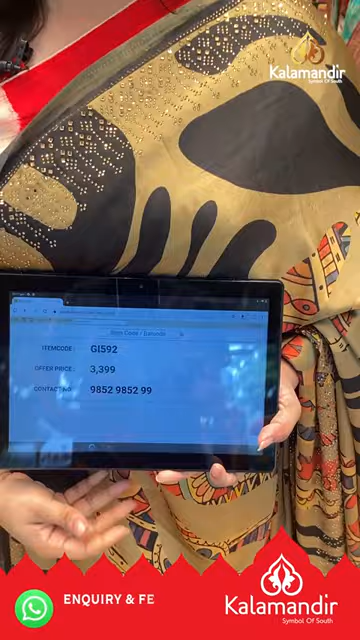 Kalamandir
Symbol Of South
Item Code / Barcode
ITEMCODE : GI592
OFFER PRICE : 3,399
CONTACT NO : 9852 9852 99
ENQUIRY & FE
Kalamandir
Symbol Of South